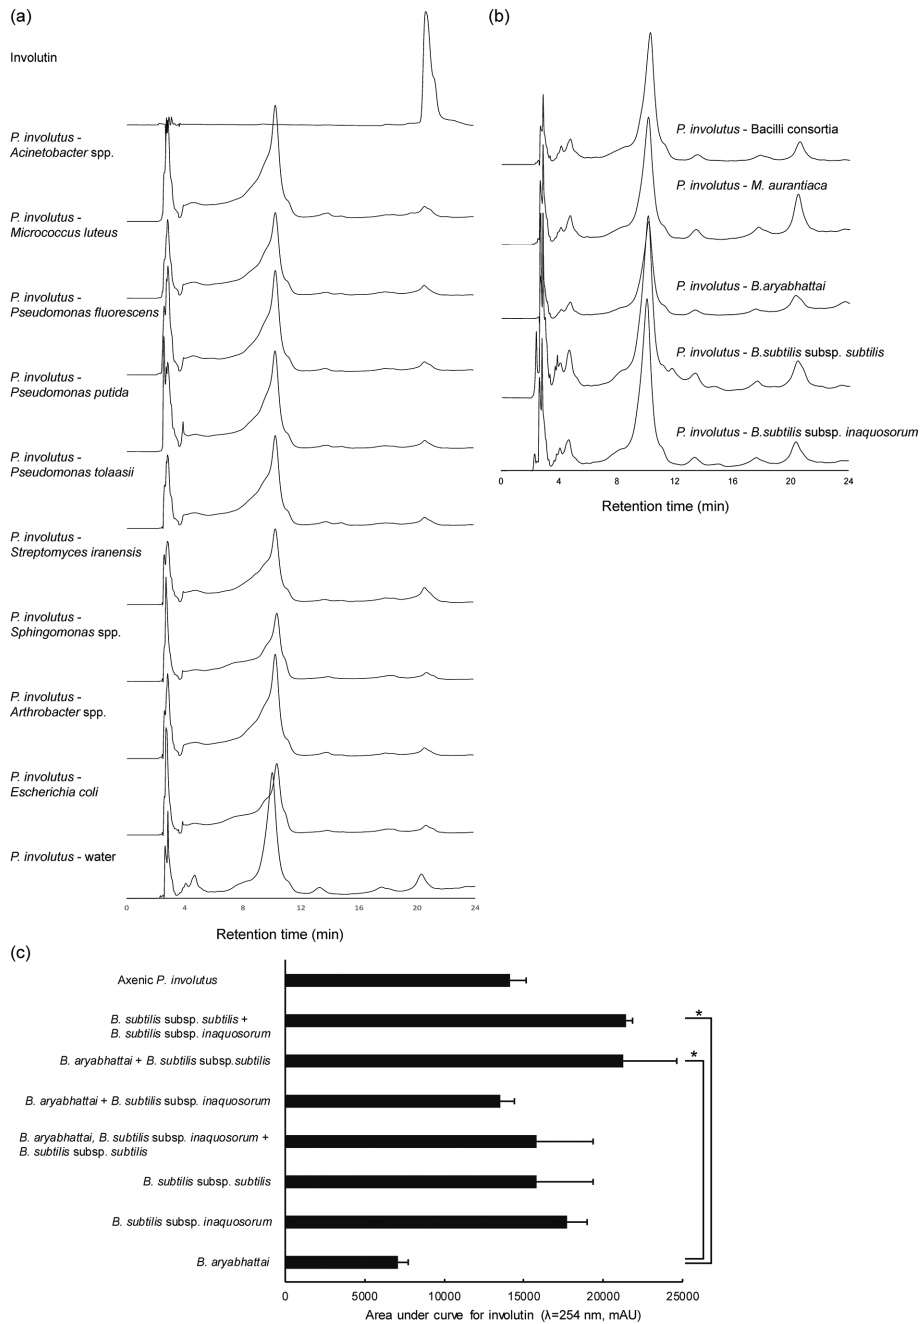 (a)
Involutin
P. involutus -
Acinetobacter spp.
P. involutus -
Micrococcus luteus
P. involutus -
Pseudomonas fluorescens
P. involutus -
Pseudomonas putida
P. involutus -
Pseudomonas tolaasii
P. involutus -
Streptomyces iranensis
P. involutus -
Sphingomonas spp.
P. involutus -
Arthrobacter spp.
P. involutus -
Escherichia coli
P. involutus - water
0 4 8 12 16 20 24
Retention time (min)
(b)
P. involutus - Bacilli consortia
P. involutus - M. aurantiaca
P. involutus - B.aryabhattai
P. involutus - B.subtilis subsp. subtilis
P. involutus - B.subtilis subsp. inaquosorum
0 4 8 12 16 20 24
Retention time (min)
(c)
Axenic P. involutus
B. subtilis subsp. subtilis +
B. subtilis subsp. inaquosorum
B. aryabhattai + B. subtilis subsp.subtilis
B. aryabhattai + B. subtilis subsp. inaquosorum
B. aryabhattai, B. subtilis subsp. inaquosorum +
B. subtilis subsp. subtilis
B. subtilis subsp. subtilis
B. subtilis subsp. inaquosorum
B. aryabhattai
*
*
0 5000 10000 15000 20000 25000
Area under curve for involutin (λ=254 nm, mAU)